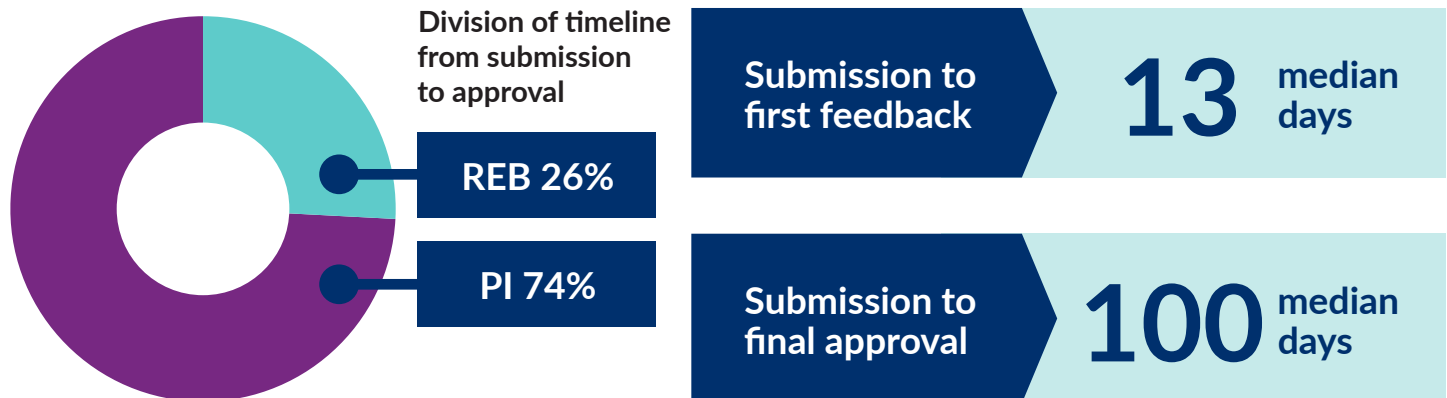 Division of timeline
from submission
to approval
REB 26%
PI 74%
Submission to
first feedback
13 median
days
Submission to
final approval
100 median
days